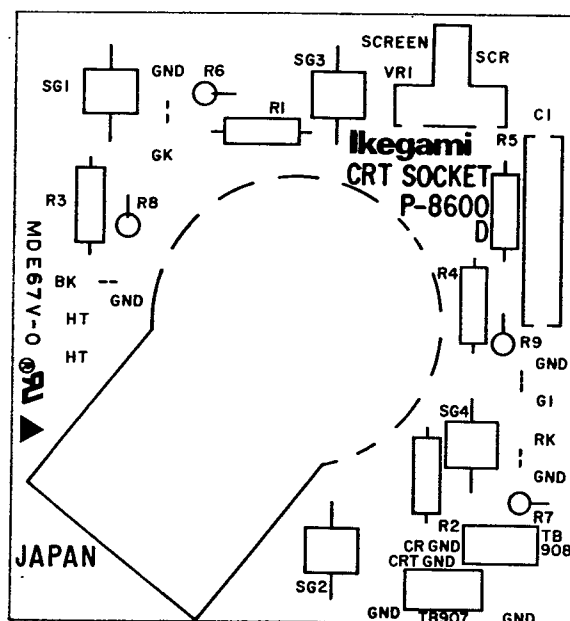 SCREEN
SCR
VR1
C1
SG1
GND
R6
SG3
R1
R5
GK
Ikegami
CRT SOCKET
P-8600
D
R3
R8
MDE67V-0
BK
GND
HT
HT
R4
R9
GND
G1
SG4
RK
GND
R2
R7
JAPAN
CR GND
TB
908
CRT GND
SG2
GND
TB907
GND